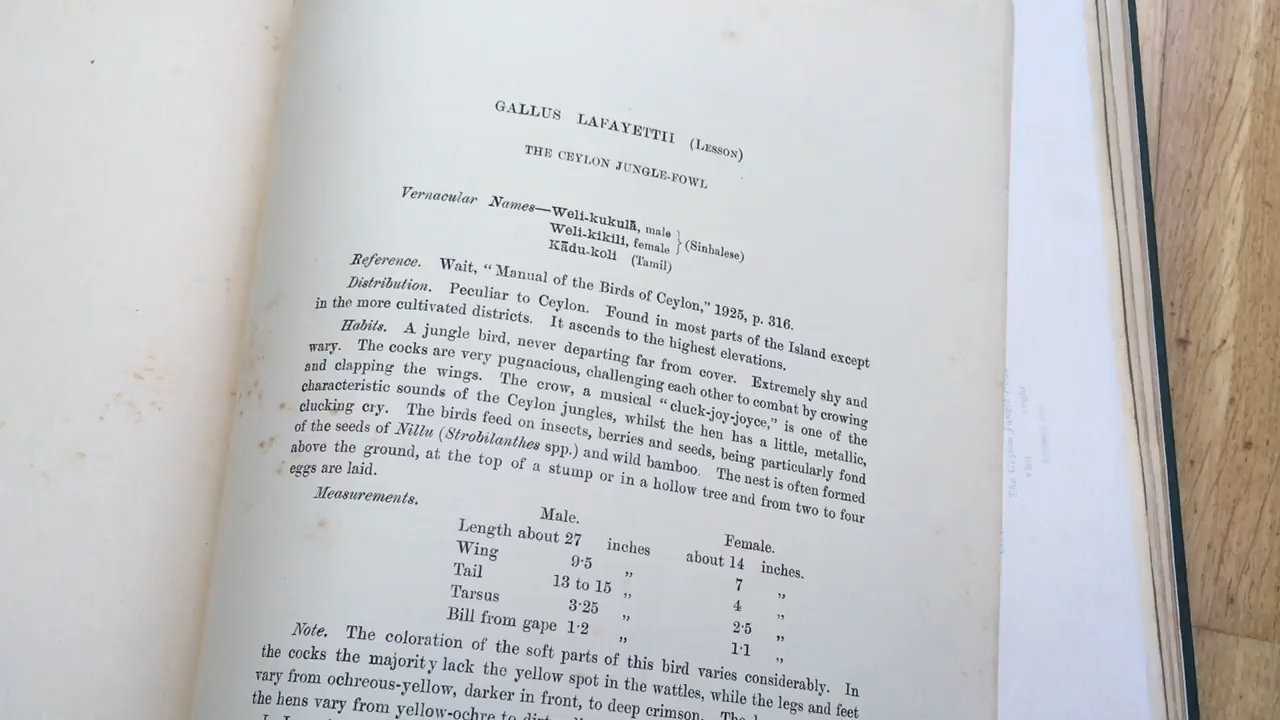 GALLUS LAFAYETTII (Lesson)
THE CEYLON JUNGLE-FOWL
Vernacular Names—Weli-kukulā, male
Weli-kikili, female } (Sinhalese)
Kādu-koli (Tamil)
Reference. Wait, "Manual of the Birds of Ceylon," 1925, p. 316.
Distribution. Peculiar to Ceylon. Found in most parts of the Island except
in the more cultivated districts. It ascends to the highest elevations.
Habits. A jungle bird, never departing far from cover. Extremely shy and
wary. The cocks are very pugnacious, challenging each other to combat by crowing
and clapping the wings. The crow, a musical "cluck-joy-joyce," is one of the
characteristic sounds of the Ceylon jungles, whilst the hen has a little, metallic,
clucking cry. The birds feed on insects, berries and seeds, being particularly fond
of the seeds of Nillu (Strobilanthes spp.) and wild bamboo. The nest is often formed
above the ground, at the top of a stump or in a hollow tree and from two to four
eggs are laid.
Measurements.
Male. Female.
Length about 27 inches about 14 inches.
Wing 9·5 ,, 7 ,,
Tail 13 to 15 ,, 4 ,,
Tarsus 3·25 ,, 2·5 ,,
Bill from gape 1·2 ,, 1·1 ,,
Note. The coloration of the soft parts of this bird varies considerably. In
the cocks the majority lack the yellow spot in the wattles, while the legs and feet
vary from ochreous-yellow, darker in front, to deep crimson.
the hens vary from yellow-ochre to